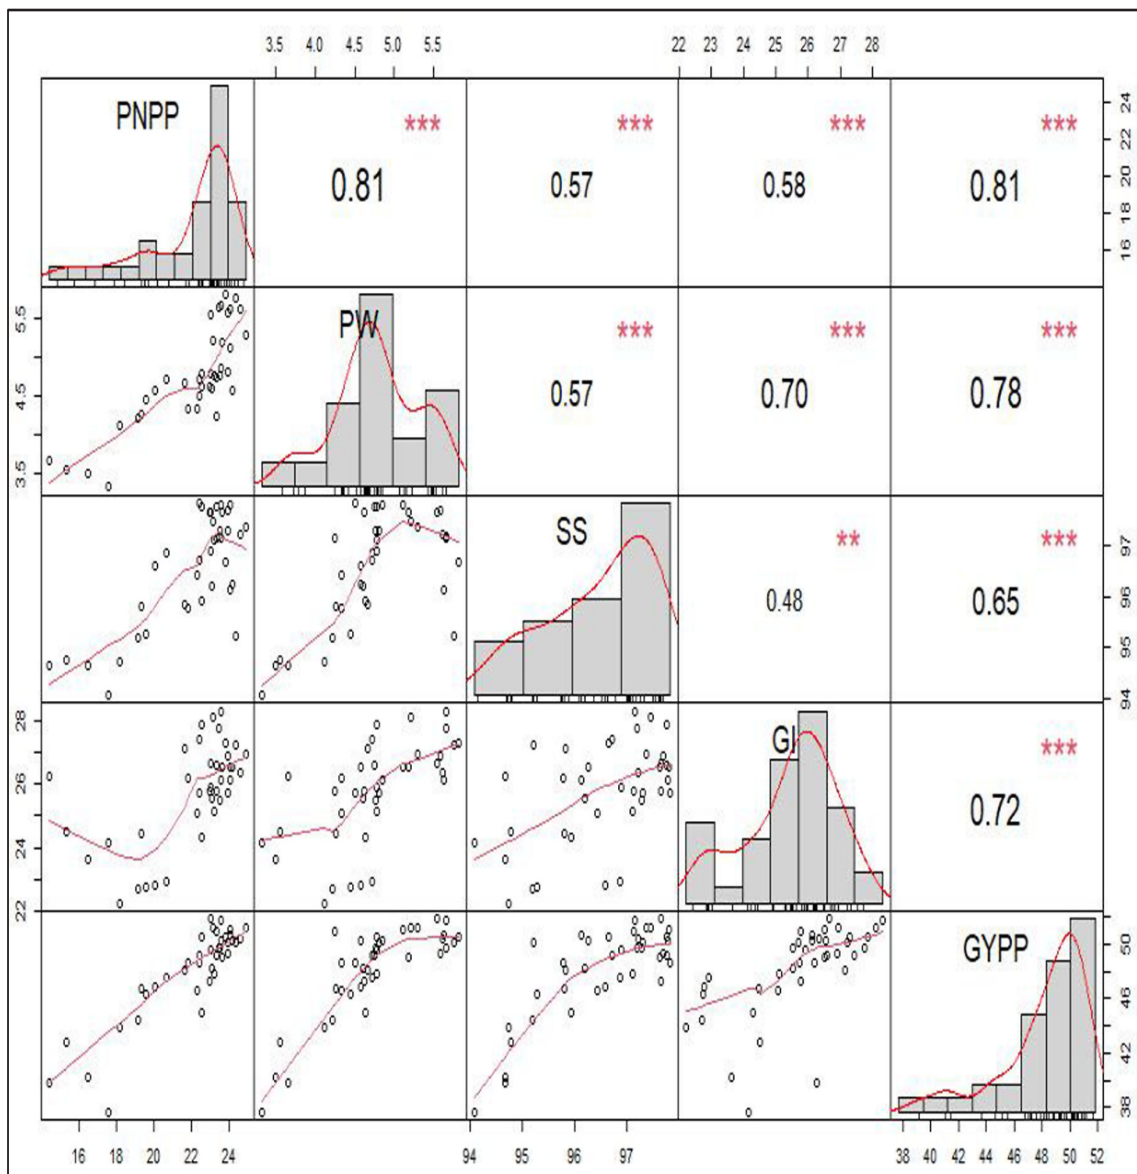 3.5 4.0 4.5 5.0 5.5 22 23 24 25 26 27 28
PNPP *** *** *** ***
0.81 0.57 0.58 0.81
16 18 20 22 24
PW *** *** ***
0.57 0.70 0.78
3.5 4.5 5.5
SS ** ***
0.48 0.65
94 95 96 97
GI ***
0.72
22 24 26 28
GYPP
38 42 46 50
16 18 20 22 24 94 95 96 97 38 40 42 44 46 48 50 52